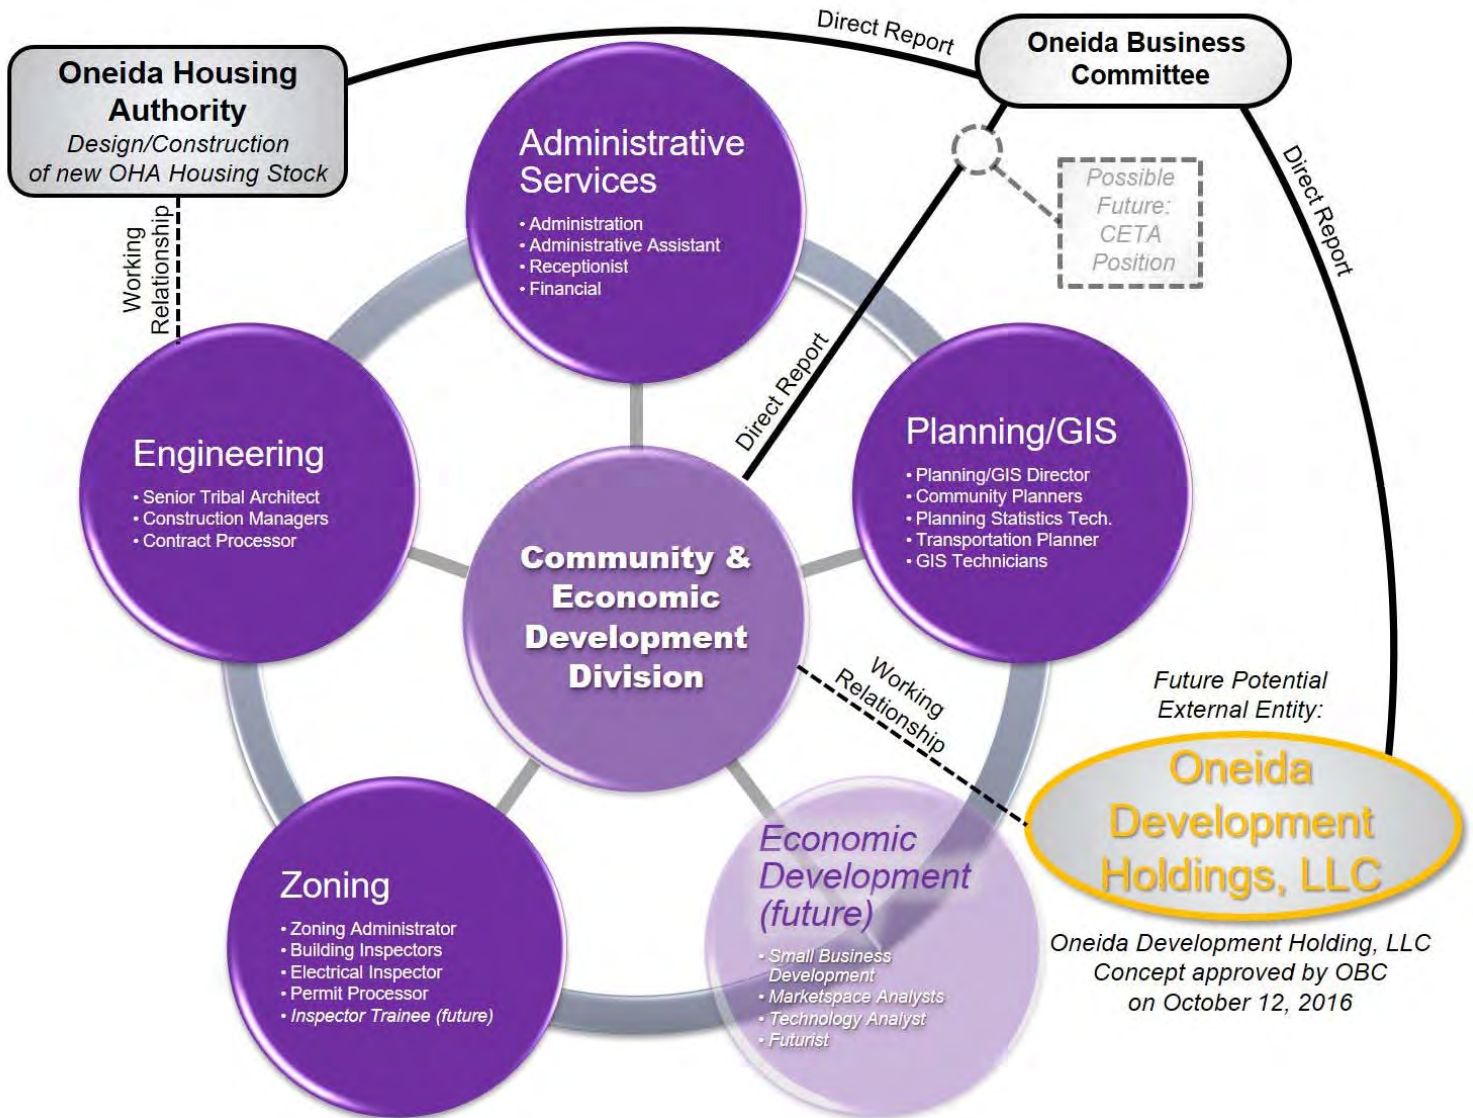 Direct Report
Oneida Housing
Authority
Design/Construction
of new OHA Housing Stock
Oneida Business
Committee
Working
Relationship
Direct Report
Possible
Future:
CETA
Position
Direct Report
Administrative
Services
• Administration
• Administrative Assistant
• Receptionist
• Financial
Engineering
• Senior Tribal Architect
• Construction Managers
• Contract Processor
Planning/GIS
• Planning/GIS Director
• Community Planners
• Planning Statistics Tech.
• Transportation Planner
• GIS Technicians
Community &
Economic
Development
Division
Working
Relationship
Future Potential
External Entity:
Oneida
Development
Holdings, LLC
Oneida Development Holding, LLC
Concept approved by OBC
on October 12, 2016
Zoning
• Zoning Administrator
• Building Inspectors
• Electrical Inspector
• Permit Processor
• Inspector Trainee (future)
Economic
Development
(future)
• Small Business
Development
• Marketspace Analysts
• Technology Analyst
• Futurist